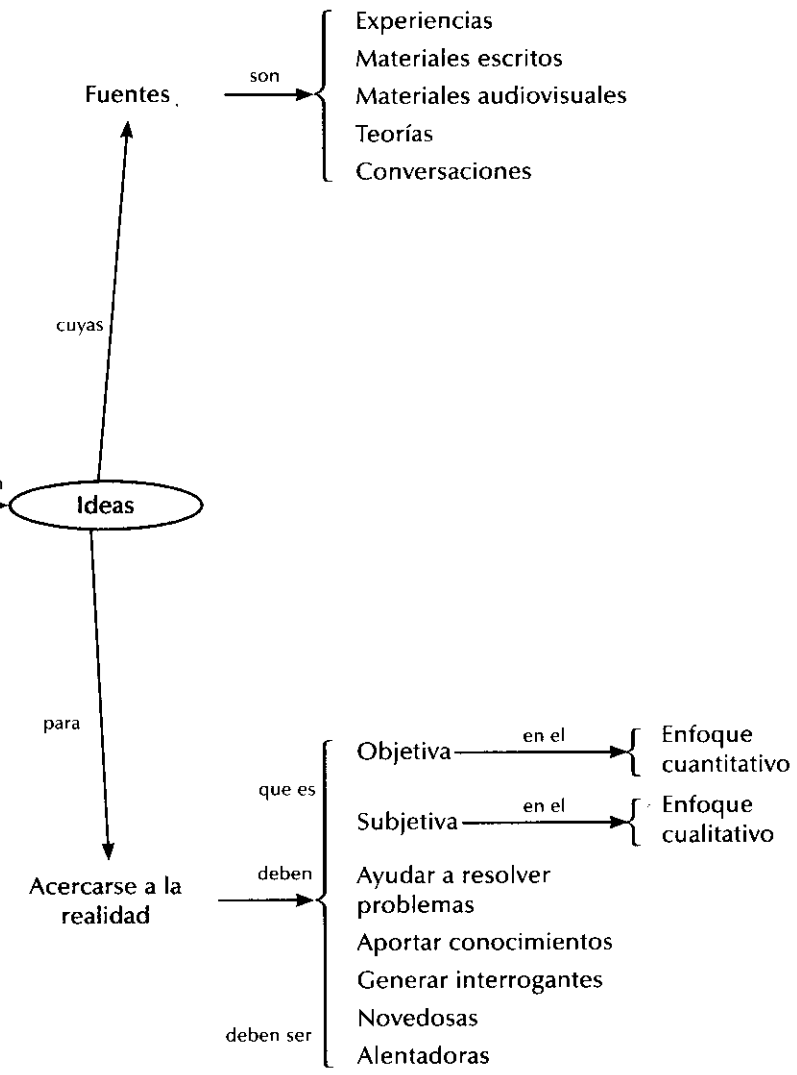 Experiencias
Materiales escritos
son
Fuentes
Materiales audiovisuales
Teorías
Conversaciones
cuyas
Ideas
para
Objetiva
en el
Enfoque
cuantitativo
que es
Subjetiva
en el
Enfoque
cualitativo
Acercarse a la
realidad
deben
Ayudar a resolver
problemas
Aportar conocimientos
Generar interrogantes
deben ser
Novedosas
Alentadoras